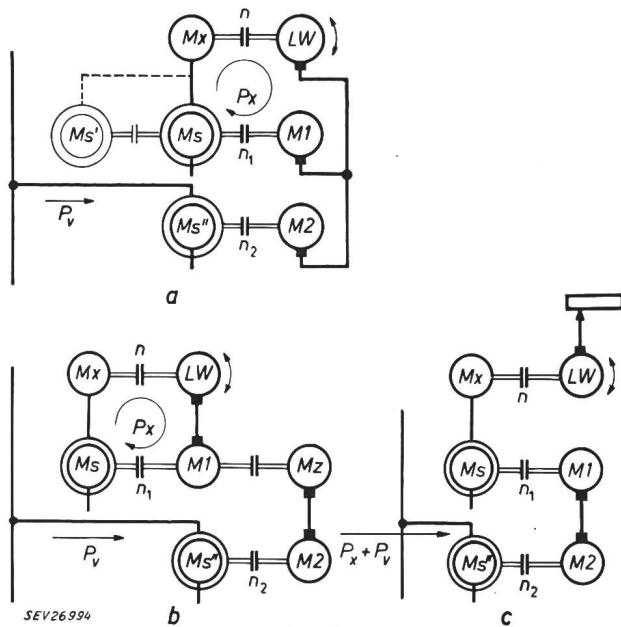 n
Mx LW
Px
Ms' Ms M1
n₁
Pᵥ
Ms" M2
n₂
a
n
Mx LW
Px
Ms M1 Mz
n₁
Pᵥ
Ms" M2
n₂
Pₓ + Pᵥ
b
SEV26994
Mx LW
n
Ms M1
n₁
Ms" M2
n₂
c